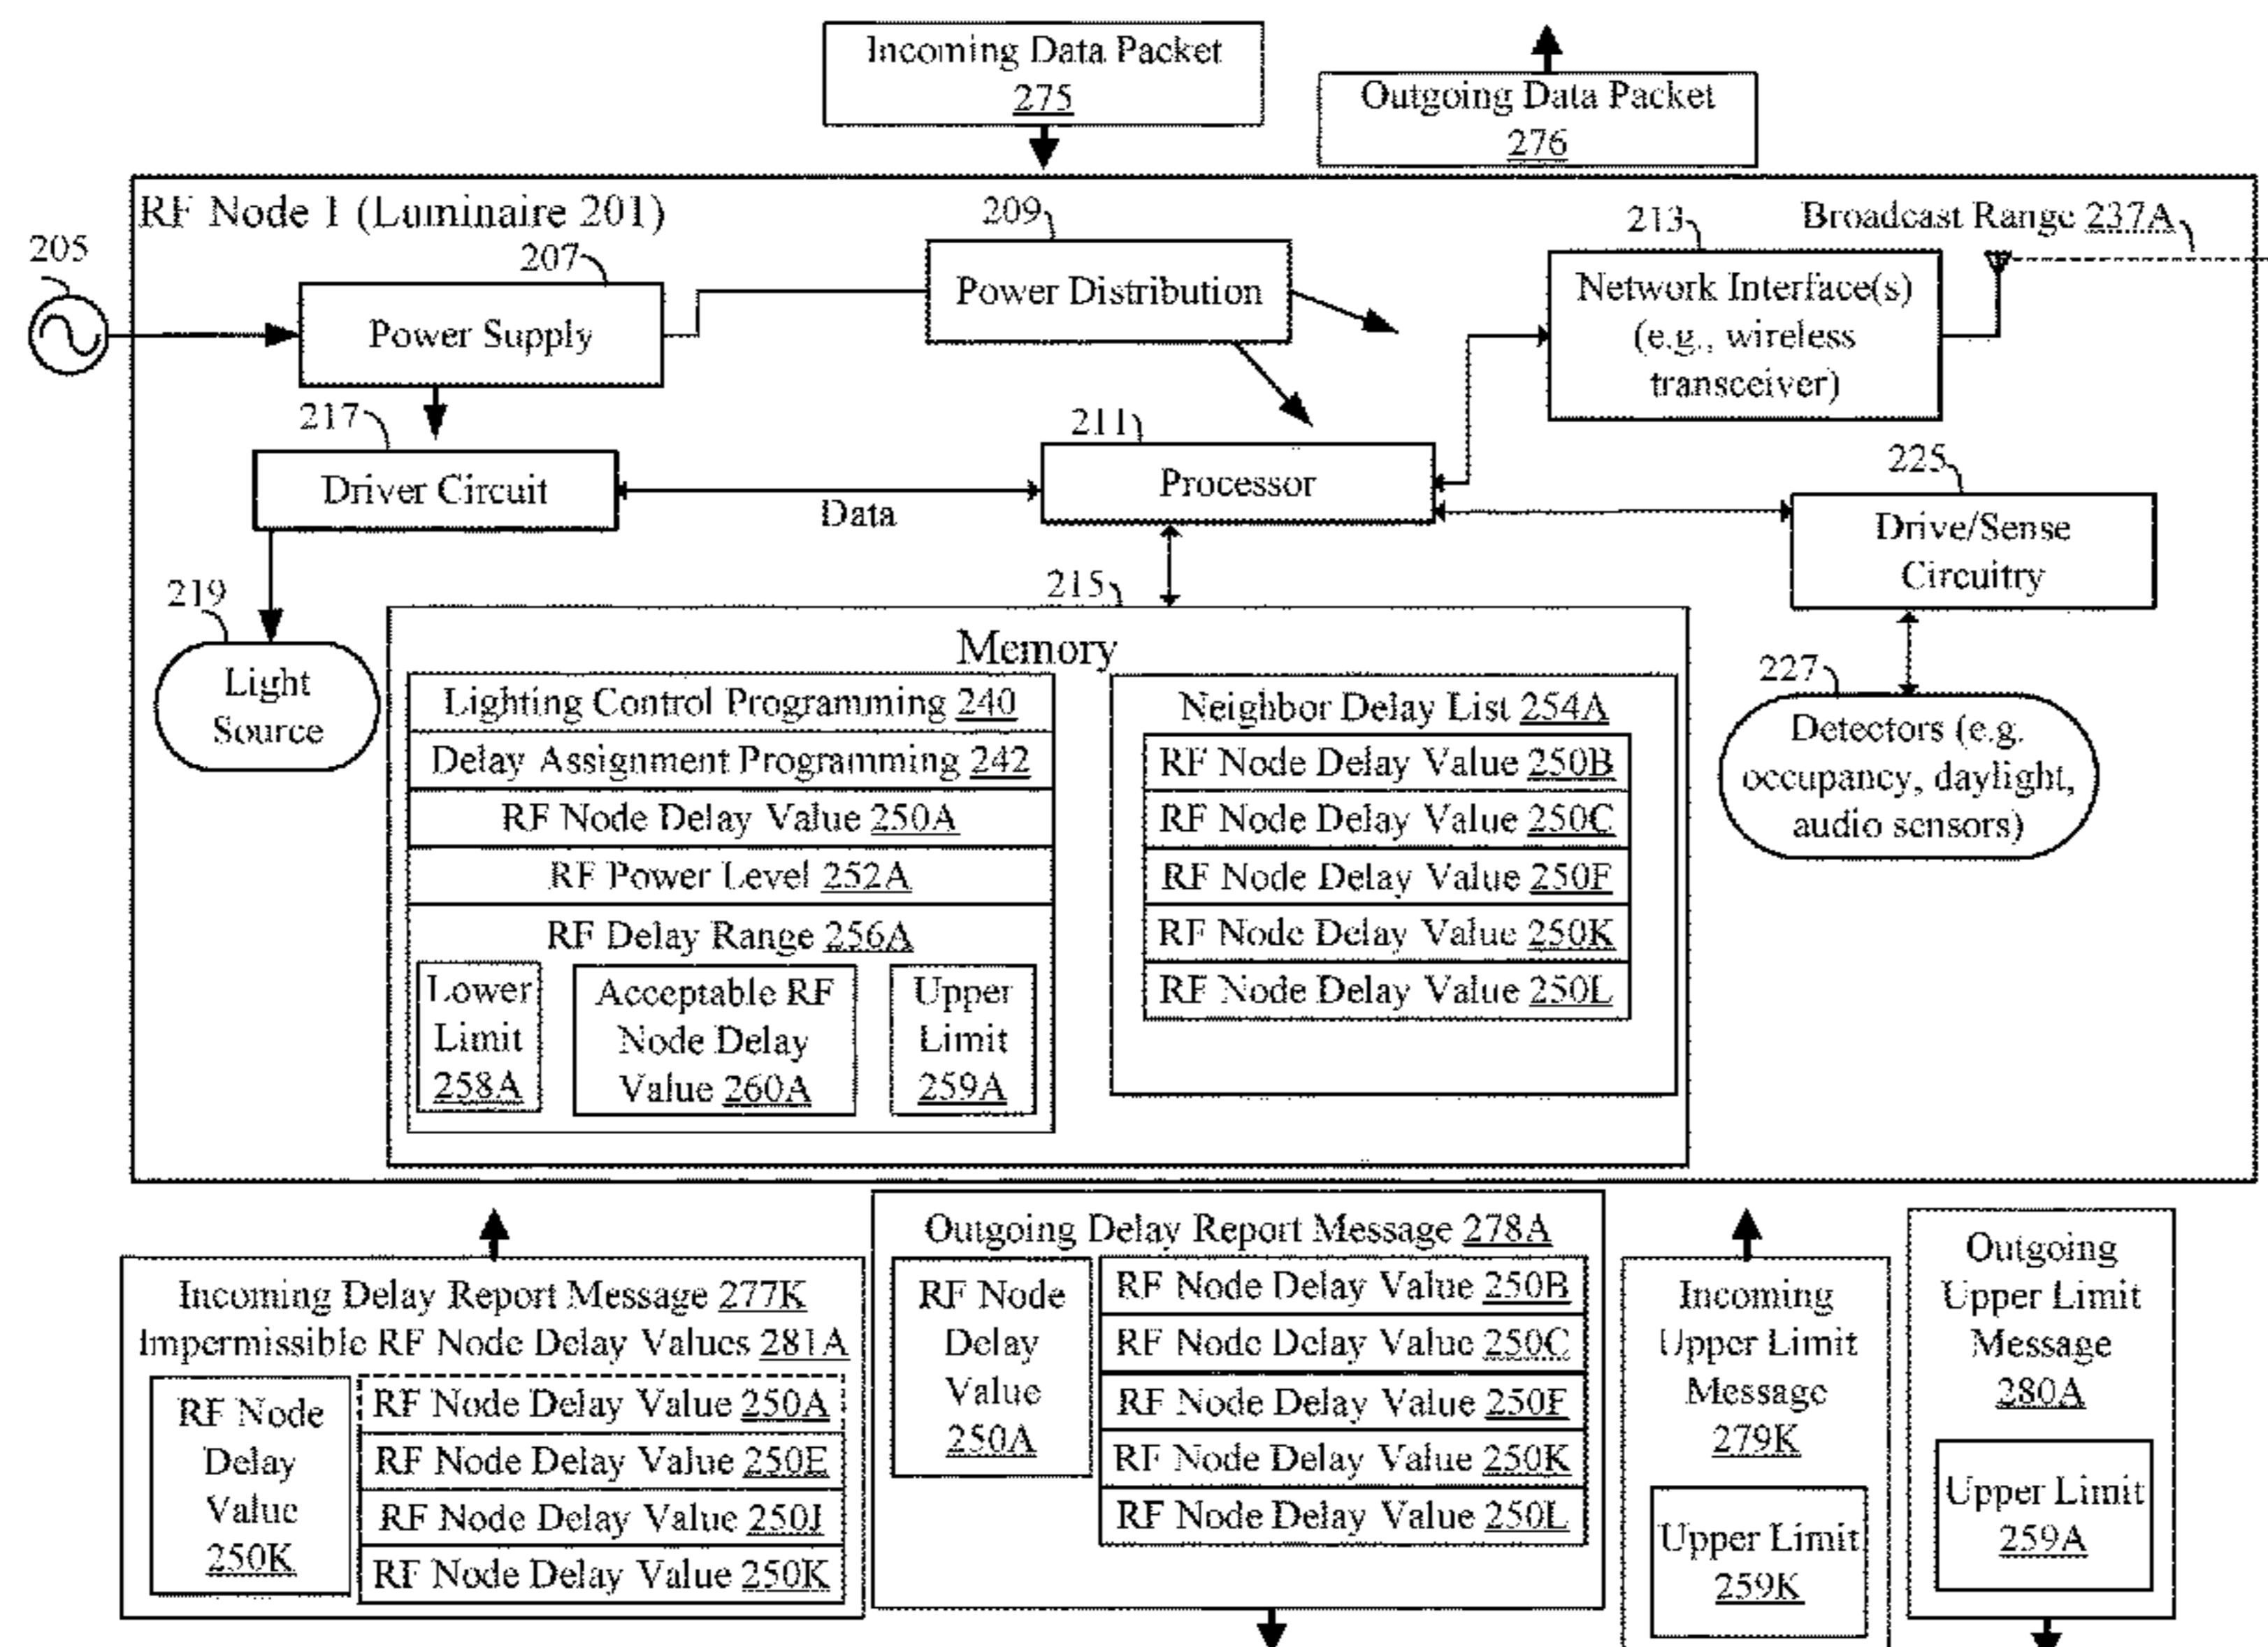 Incoming Data Packet
275
Outgoing Data Packet
276
RF Node 1 (Luminaire 201)
205
207
Power Supply
209
Power Distribution
213
Network Interface(s)
(e.g., wireless
transceiver)
Broadcast Range 237A
217
Driver Circuit
Data
211
Processor
225
Drive/Sense
Circuitry
219
Light
Source
227
Detectors (e.g.
occupancy, daylight,
audio sensors)
215
Memory
Lighting Control Programming 240
Delay Assignment Programming 242
RF Node Delay Value 250A
RF Power Level 252A
RF Delay Range 256A
Lower
Limit
258A
Acceptable RF
Node Delay
Value 260A
Upper
Limit
259A
Neighbor Delay List 254A
RF Node Delay Value 250B
RF Node Delay Value 250C
RF Node Delay Value 250F
RF Node Delay Value 250K
RF Node Delay Value 250L
Incoming Delay Report Message 277K
Impermissible RF Node Delay Values 281A
RF Node
Delay
Value
250K
RF Node Delay Value 250A
RF Node Delay Value 250E
RF Node Delay Value 250J
RF Node Delay Value 250K
Outgoing Delay Report Message 278A
RF Node
Delay
Value
250A
RF Node Delay Value 250B
RF Node Delay Value 250C
RF Node Delay Value 250F
RF Node Delay Value 250K
RF Node Delay Value 250L
Incoming
Upper Limit
Message
279K
Upper Limit
259K
Outgoing
Upper Limit
Message
280A
Upper Limit
259A